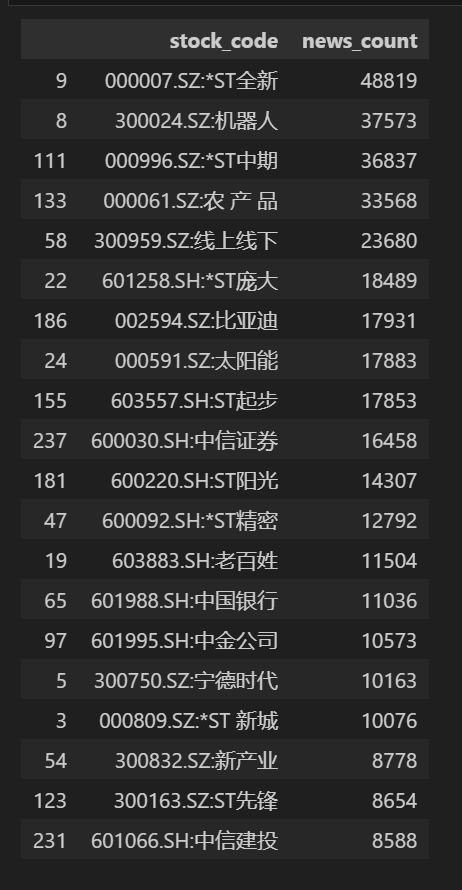 stock_code news_count
9 000007.SZ:*ST全新 48819
8 300024.SZ:机器人 37573
111 000996.SZ:*ST中期 36837
133 000061.SZ:农 产 品 33568
58 300959.SZ:线上线下 23680
22 601258.SH:*ST庞大 18489
186 002594.SZ:比亚迪 17931
24 000591.SZ:太阳能 17883
155 603557.SH:ST起步 17853
237 600030.SH:中信证券 16458
181 600220.SH:ST阳光 14307
47 600092.SH:*ST精密 12792
19 603883.SH:老百姓 11504
65 601988.SH:中国银行 11036
97 601995.SH:中金公司 10573
5 300750.SZ:宁德时代 10163
3 000809.SZ:*ST 新城 10076
54 300832.SZ:新产业 8778
123 300163.SZ:ST先锋 8654
231 601066.SH:中信建投 8588